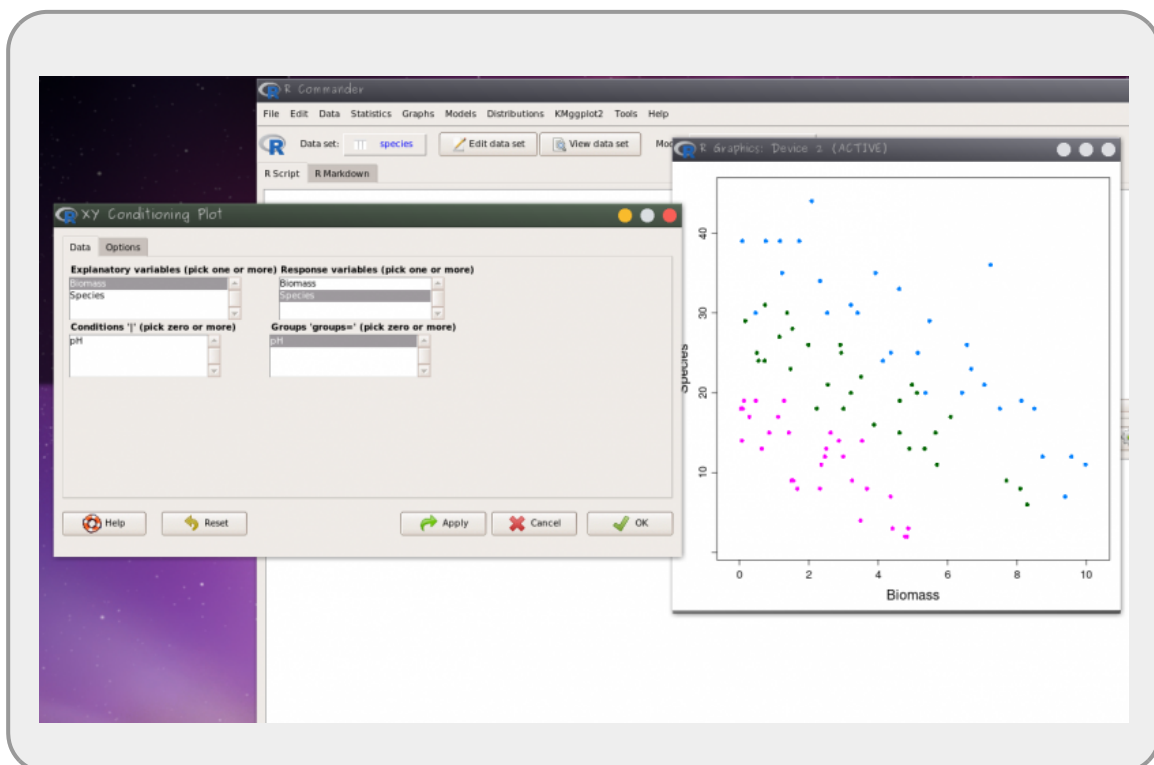 R Commander
File Edit Data Statistics Graphs Models Distributions KMggplot2 Tools Help
R Data set: species Edit data set View data set
R Script R Markdown
R Graphics: Device 2 (ACTIVE)
XY Conditioning Plot
Data Options
Explanatory variables (pick one or more) Response variables (pick one or more)
Biomass Biomass
Species Species
Conditions '|' (pick zero or more) Groups 'groups=' (pick zero or more)
pH pH
Help Reset Apply Cancel OK
Species
40
30
20
10
0 2 4 6 8 10
Biomass